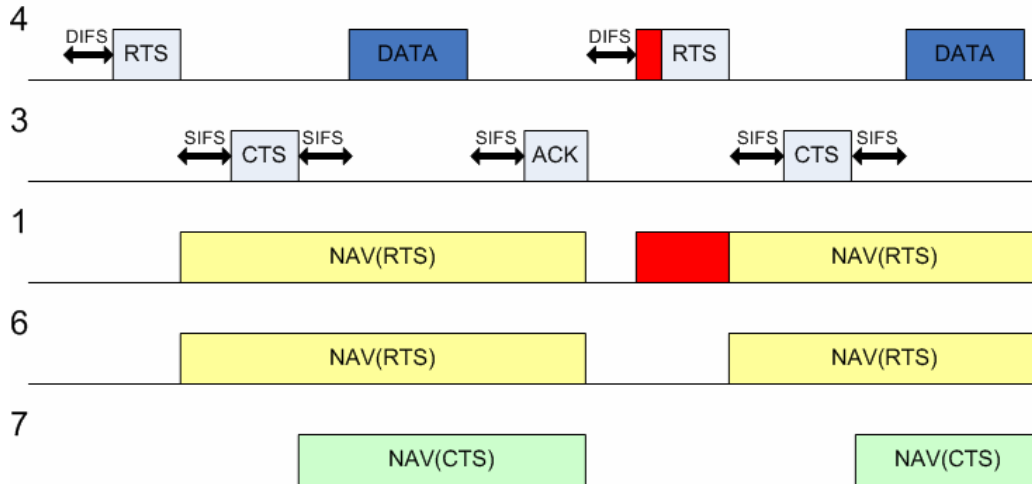 4
DIFS RTS DATA DIFS RTS DATA
3
SIFS CTS SIFS SIFS ACK SIFS CTS SIFS
1
NAV(RTS) NAV(RTS)
6
NAV(RTS) NAV(RTS)
7
NAV(CTS) NAV(CTS)